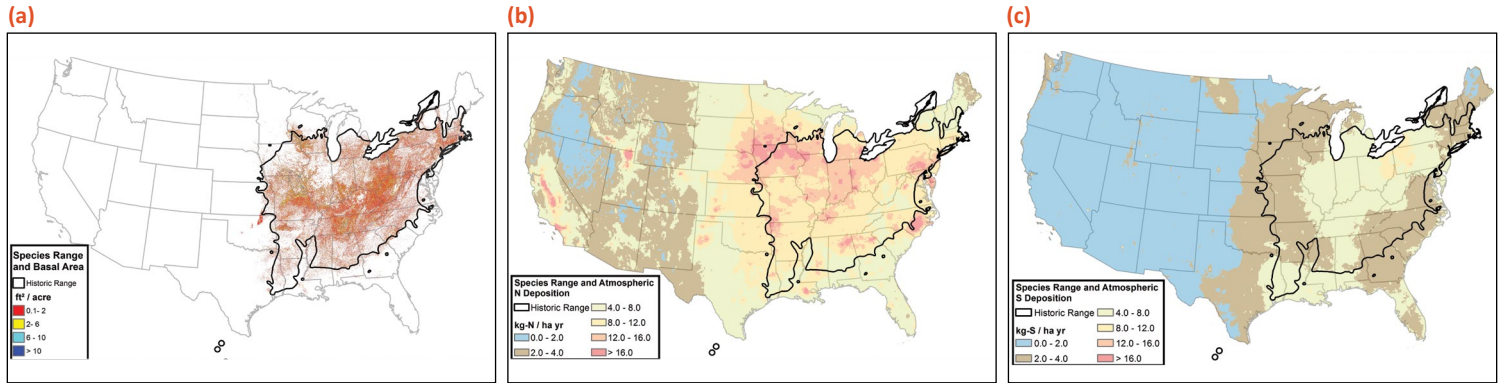 (a)
Species Range
and Basal Area
Historic Range
ft² / acre
0.1- 2
2- 6
6 - 10
> 10
(b)
Species Range and Atmospheric
N Deposition
Historic Range
kg-N / ha yr
0.0 - 2.0
2.0 - 4.0
4.0 - 8.0
8.0 - 12.0
12.0 - 16.0
> 16.0
(c)
Species Range and Atmospheric
S Deposition
Historic Range
kg-S / ha yr
0.0 - 2.0
2.0 - 4.0
4.0 - 8.0
8.0 - 12.0
12.0 - 16.0
> 16.0